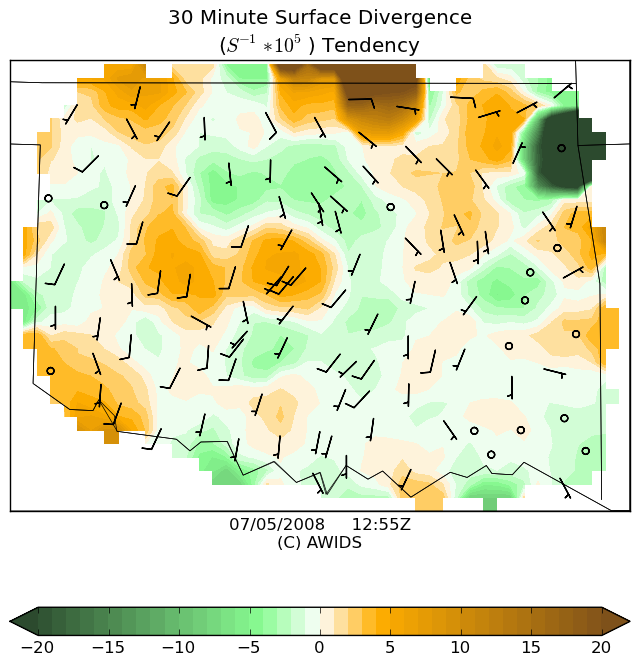 30 Minute Surface Divergence
(S⁻¹ *10⁵ ) Tendency
07/05/2008 12:55Z
(C) AWIDS
−20 −15 −10 −5 0 5 10 15 20